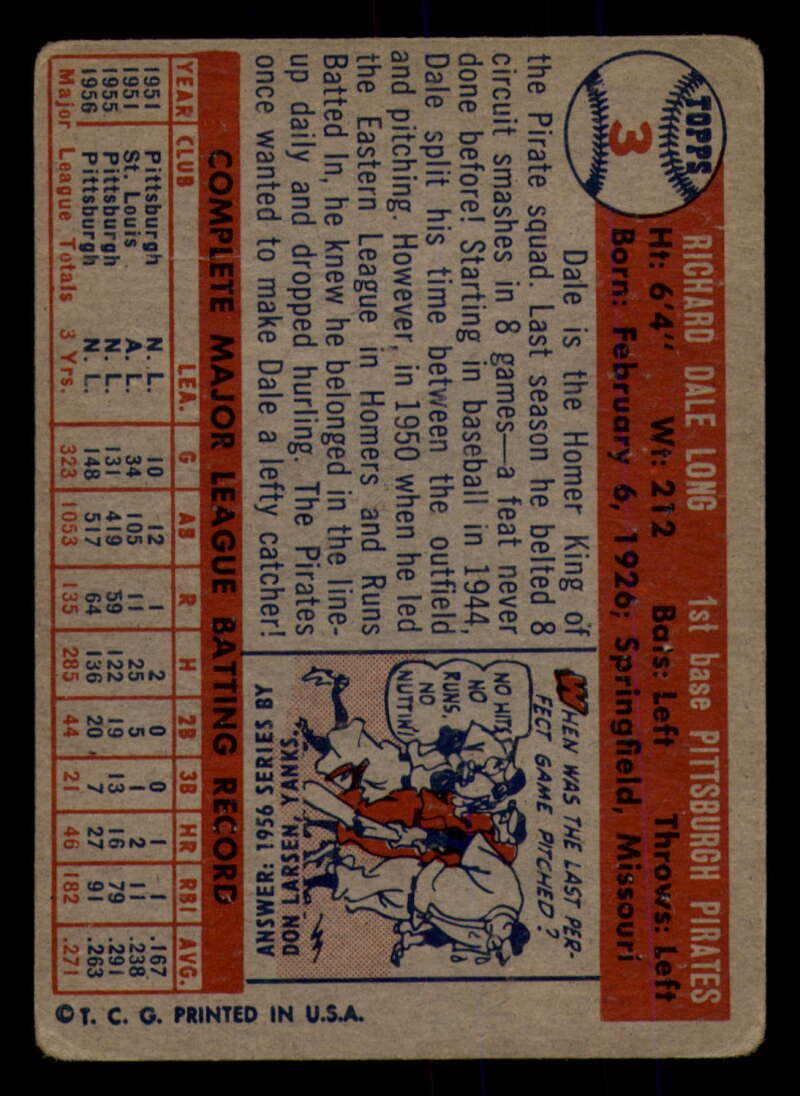 TOPPS
3
RICHARD DALE LONG 1st base PITTSBURGH PIRATES
Ht: 6'4" Wt: 212 Bats: Left Throws: Left
Born: February 6, 1926; Springfield, Missouri
Dale is the Homer King of
the Pirate squad. Last season he belted 8
circuit smashes in 8 games—a feat never
done before! Starting in baseball in 1944,
Dale split his time between the outfield
and pitching. However, in 1950 when he led
the Eastern League in Homers and Runs
Batted In, he knew he belonged in the line-
up daily and dropped hurling. The Pirates
once wanted to make Dale a lefty catcher!
WHEN WAS THE LAST PER-
FECT GAME PITCHED?
NO HITS
NO
RUNS,
NO
NUTTIN'!
ANSWER: 1956 SERIES BY
DON LARSEN, YANKS.
COMPLETE MAJOR LEAGUE BATTING RECORD
YEAR CLUB LEA. G AB R H 2B 3B HR RBI AVG.
1951 Pittsburgh N. L. 10 12 1 2 0 0 1 1 .167
1951 St. Louis A. L. 34 105 11 25 5 1 2 11 .238
1955 Pittsburgh N. L. 131 419 59 122 19 13 16 79 .291
1956 Pittsburgh N. L. 148 517 64 136 20 7 27 91 .263
Major League Totals 3 Yrs. 323 1053 135 285 44 21 46 182 .271
© T. C. G. PRINTED IN U.S.A.